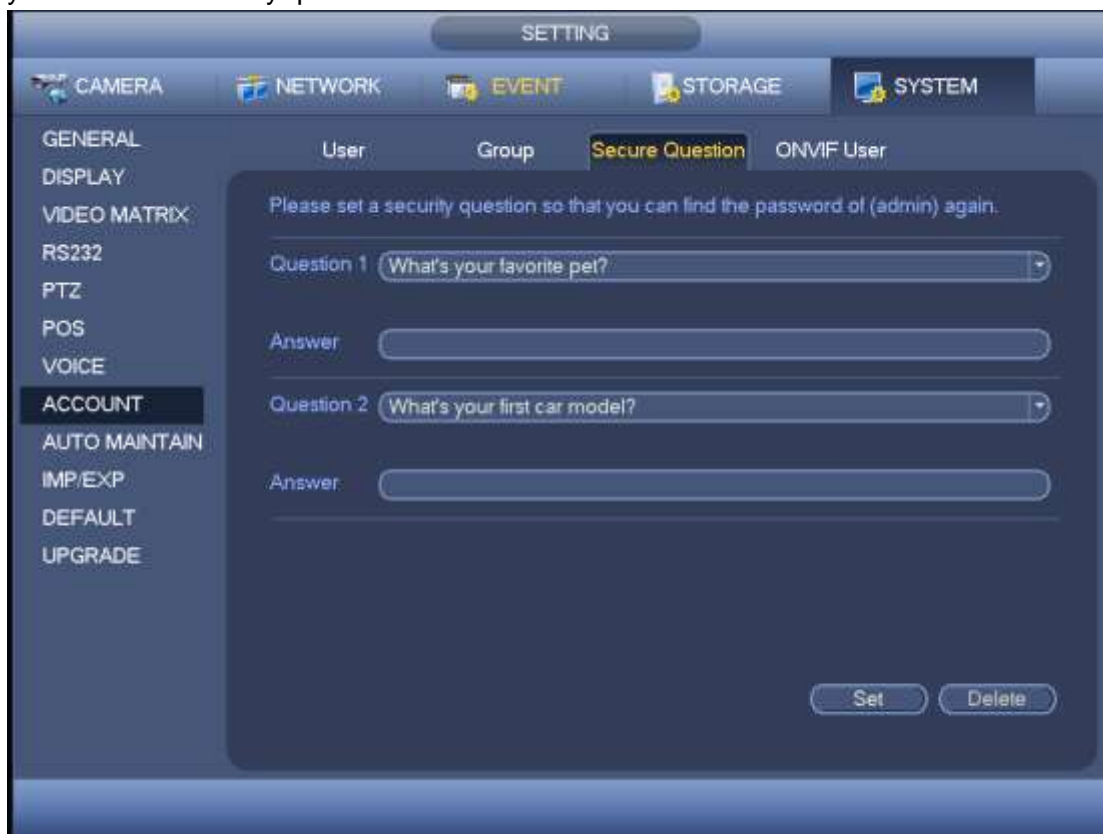 SETTING
CAMERA NETWORK EVENT STORAGE SYSTEM
GENERAL
DISPLAY
VIDEO MATRIX
RS232
PTZ
POS
VOICE
ACCOUNT
AUTO MAINTAIN
IMP/EXP
DEFAULT
UPGRADE
User Group Secure Question ONVIF User
Please set a security question so that you can find the password of (admin) again.
Question 1 What's your favorite pet?
Answer
Question 2 What's your first car model?
Answer
Set Delete